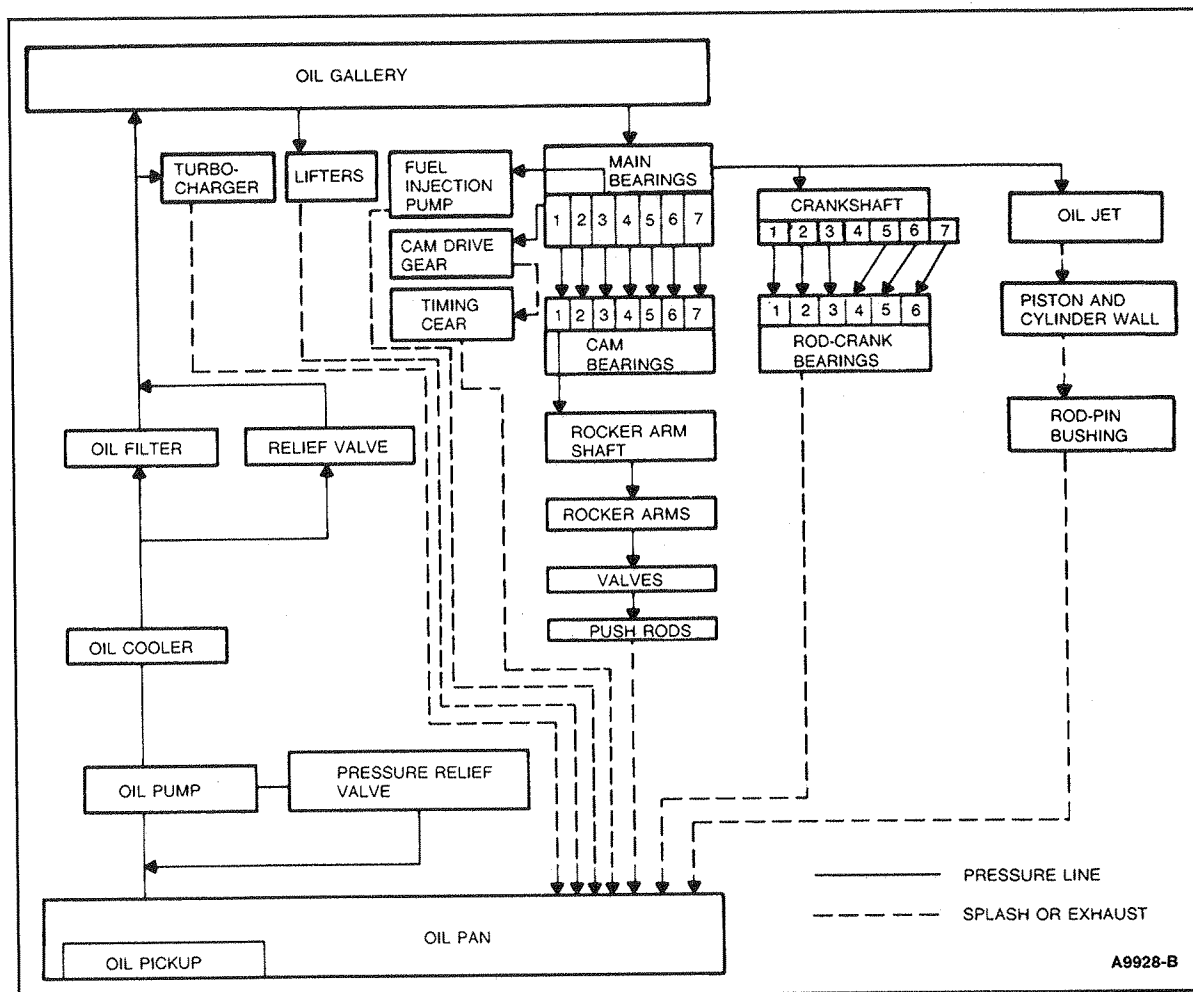 OIL GALLERY
TURBO-
CHARGER
LIFTERS
FUEL
INJECTION
PUMP
MAIN
BEARINGS
1 2 3 4 5 6 7
CRANKSHAFT
1 2 3 4 5 6 7
OIL JET
CAM DRIVE
GEAR
TIMING
CEAR
1 2 3 4 5 6 7
CAM
BEARINGS
1 2 3 4 5 6
ROD-CRANK
BEARINGS
PISTON AND
CYLINDER WALL
OIL FILTER
RELIEF VALVE
ROCKER ARM
SHAFT
ROD-PIN
BUSHING
ROCKER ARMS
VALVES
PUSH RODS
OIL COOLER
OIL PUMP
PRESSURE RELIEF
VALVE
PRESSURE LINE
SPLASH OR EXHAUST
OIL PAN
OIL PICKUP
A9928-B